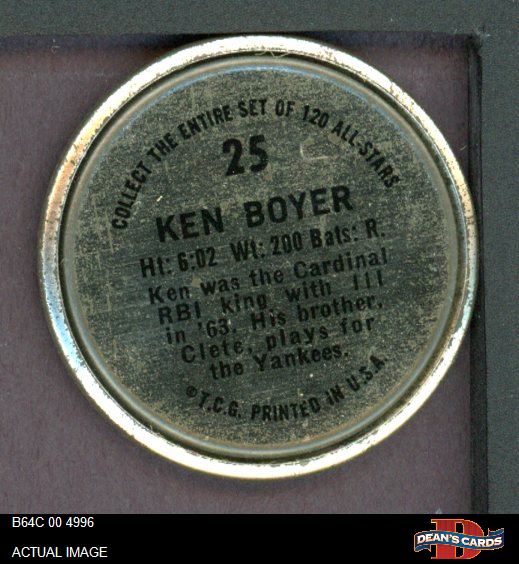 COLLECT THE ENTIRE SET OF 120 ALL-STARS
25
KEN BOYER
Ht: 6:02 Wt: 200 Bats: R.
Ken was the Cardinal
RBI king with 111
in '63. His brother,
Clete, plays for
the Yankees.
©T.C.G. PRINTED IN U.S.A.
B64C 00 4996
ACTUAL IMAGE
D
DEAN'S CARDS